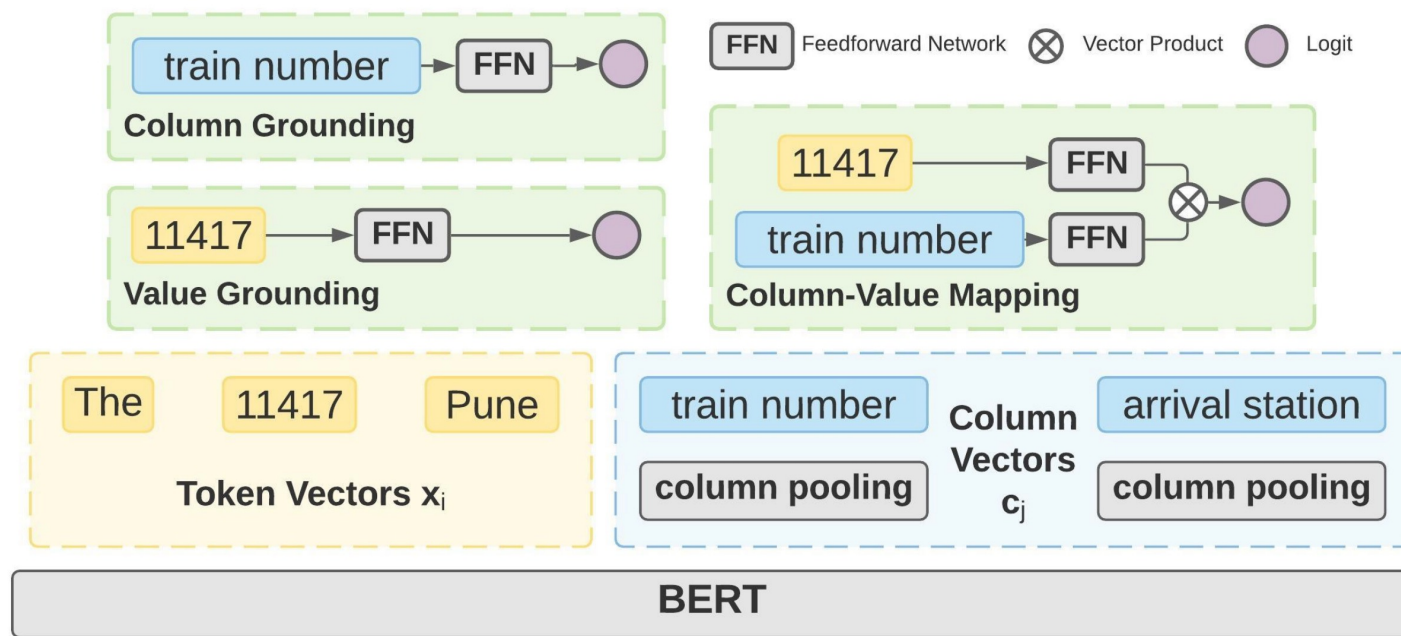 train number
FFN
Column Grounding
FFN Feedforward Network Vector Product Logit
11417
FFN
Value Grounding
11417
FFN
train number
FFN
Column-Value Mapping
The 11417 Pune
Token Vectors xi
train number
column pooling
Column
Vectors
cj
arrival station
column pooling
BERT